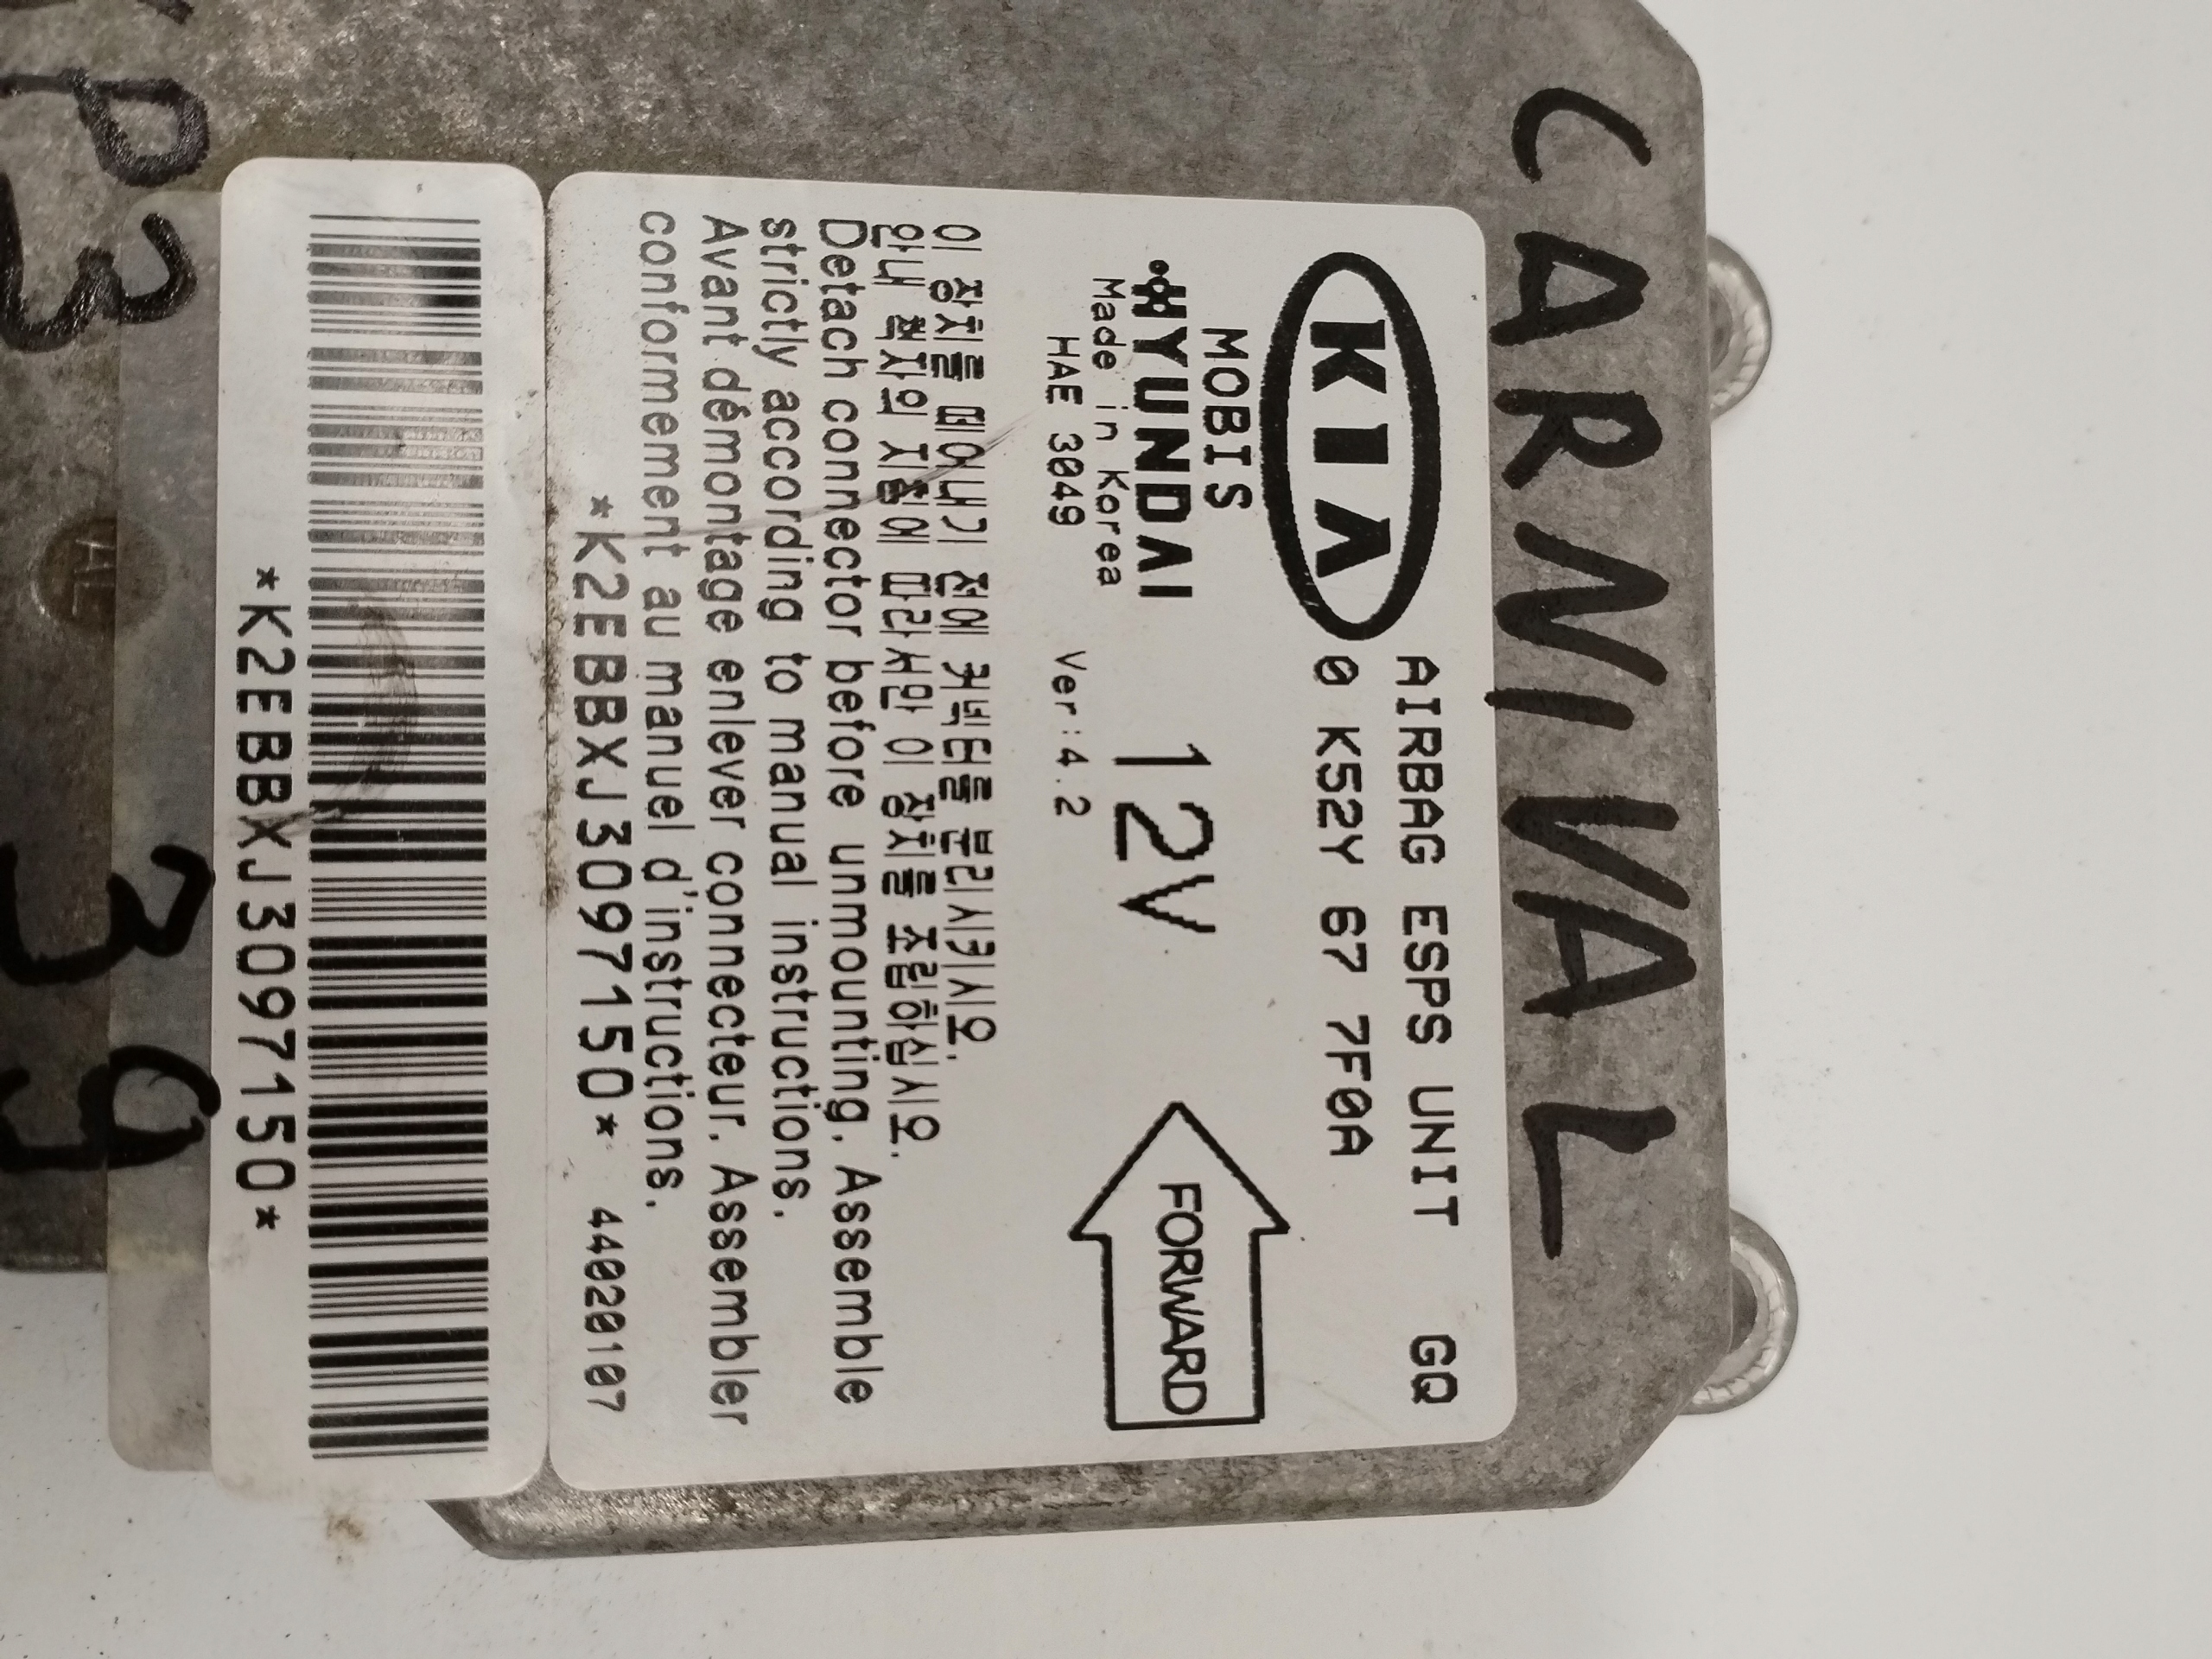 CARNIVAL
KIA
AIRBAG ESPS UNIT GQ
0 K52Y 67 7F0A
MOBIS
HYUNDAI
12V
FORWARD
Made in Korea
HAE 3049 Ver:4.2
이 장치를 떼어내기 전에 커넥터를 분리시키시오.
안내 책자의 지침에 따라서만 이 장치를 조립하십시오.
Detach connector before unmounting. Assemble
strictly according to manual instructions.
Avant démontage enlever connecteur. Assembler
conformement au manuel d'instructions.
*K2EBBXJ3097150* 44020107
*K2EBBXJ3097150*
P3
39